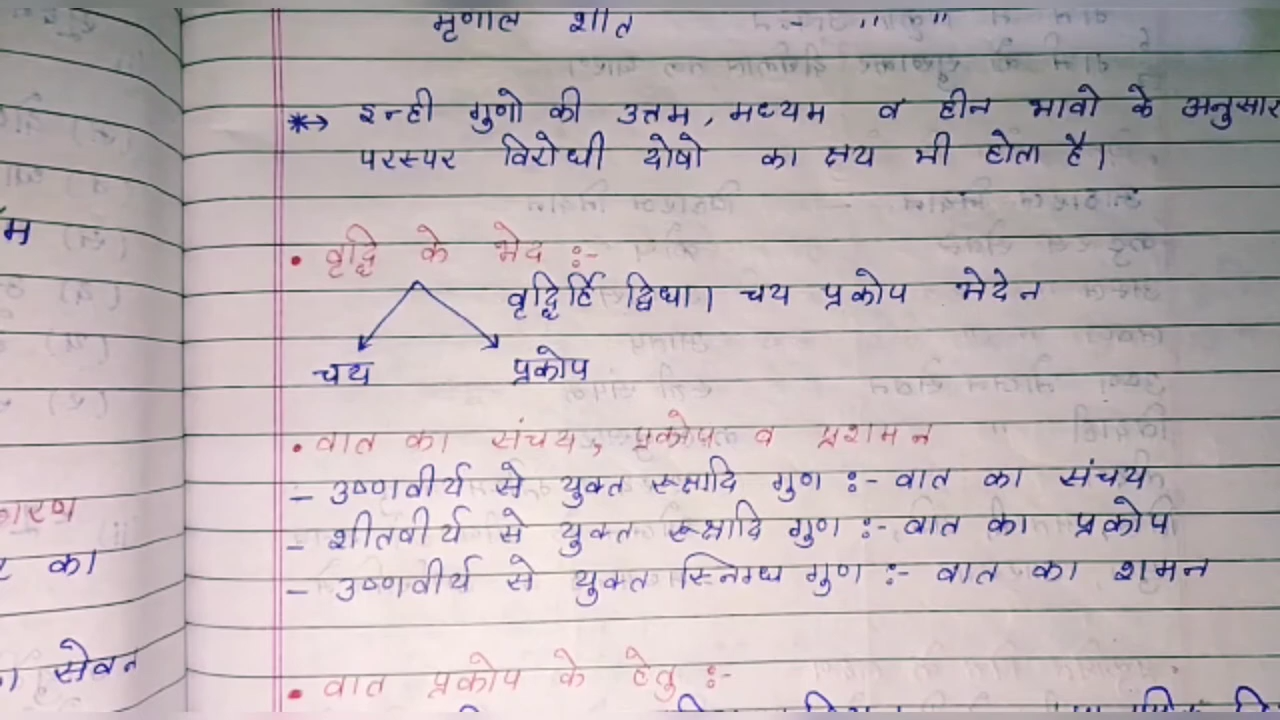 मृणाल शीत - " "
*→ इन्ही गुणो की उत्तम, मध्यम व हीन भावो के अनुसार
परस्पर विरोधी दोषो का क्षय भी होता है।
• वृद्धि के भेद :-
वृद्धिर्हि द्विधा। चय प्रकोप भेदेन
चय प्रकोप
• वात का संचय, प्रकोप व प्रशमन
- उष्णवीर्य से युक्त रूक्षादि गुण :- वात का संचय
- शीतवीर्य से युक्त रूक्षादि गुण :- वात का प्रकोप
- उष्णवीर्य से युक्त स्निग्ध गुण :- वात का शमन
• वात प्रकोप के हेतु :-
का
सेवन